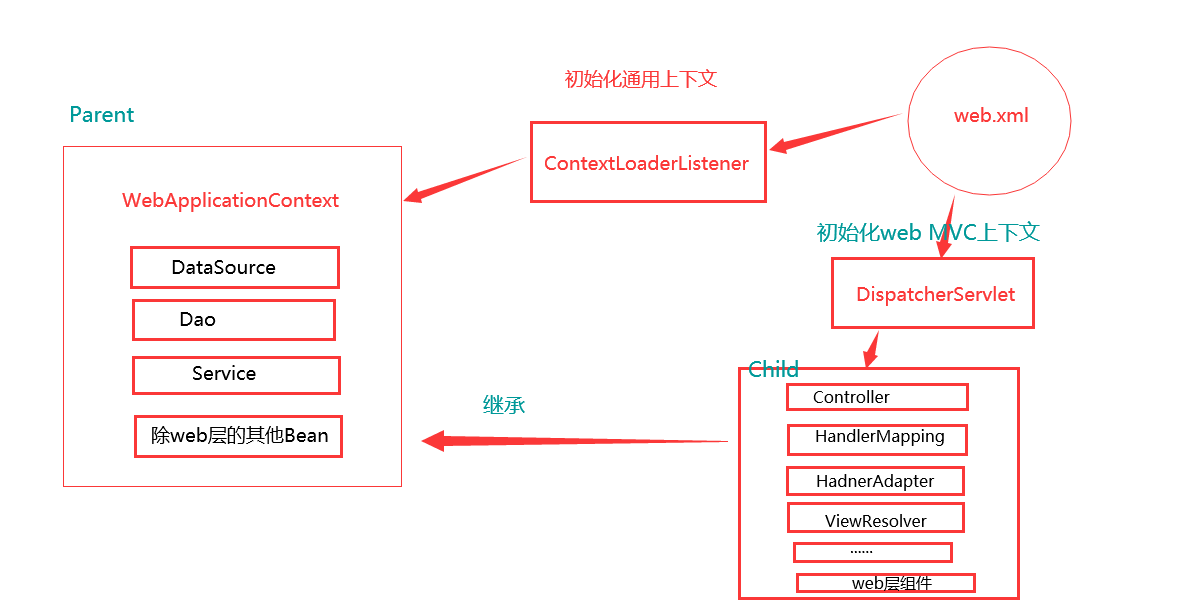 初始化通用上下文
Parent
web.xml
ContextLoaderListener
WebApplicationContext
初始化web MVC上下文
DataSource
DispatcherServlet
Dao
Service
Child
Controller
继承
除web层的其他Bean
HandlerMapping
HadnerAdapter
ViewResolver
......
web层组件